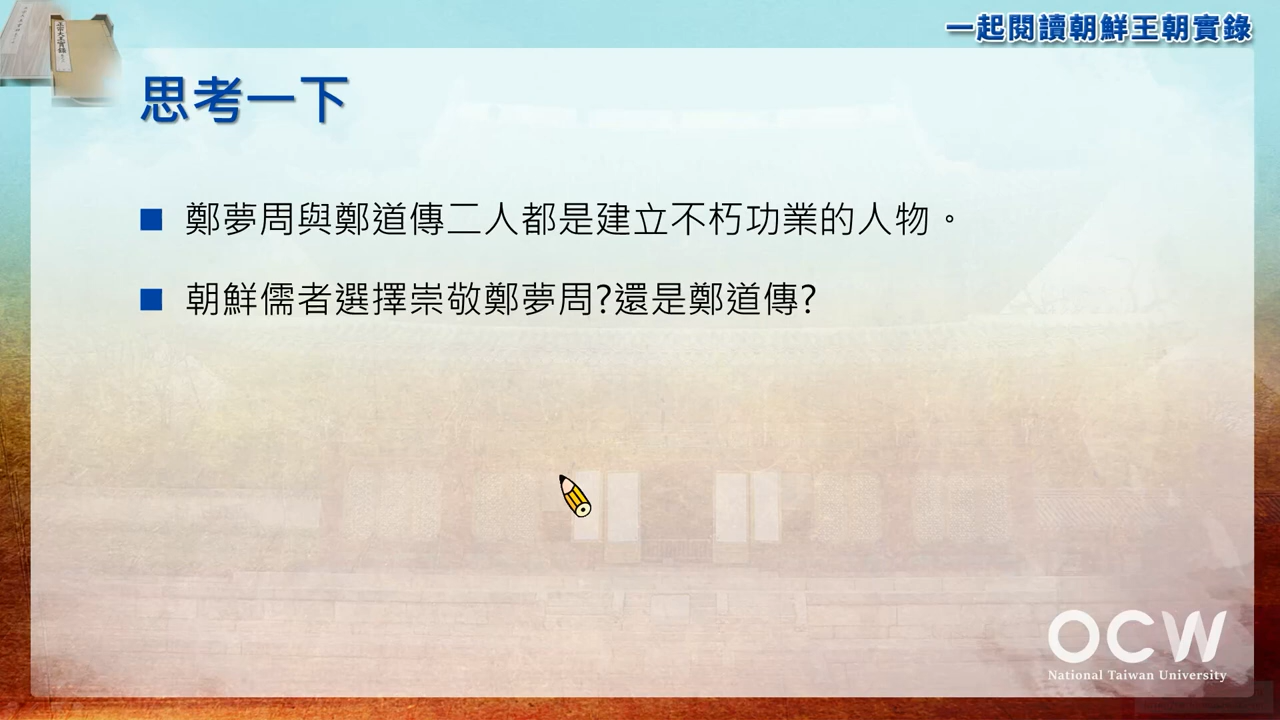 一起閱讀朝鮮王朝實錄
思考一下
鄭夢周與鄭道傳二人都是建立不朽功業的人物。
朝鮮儒者選擇崇敬鄭夢周?還是鄭道傳?
OCW
National Taiwan University